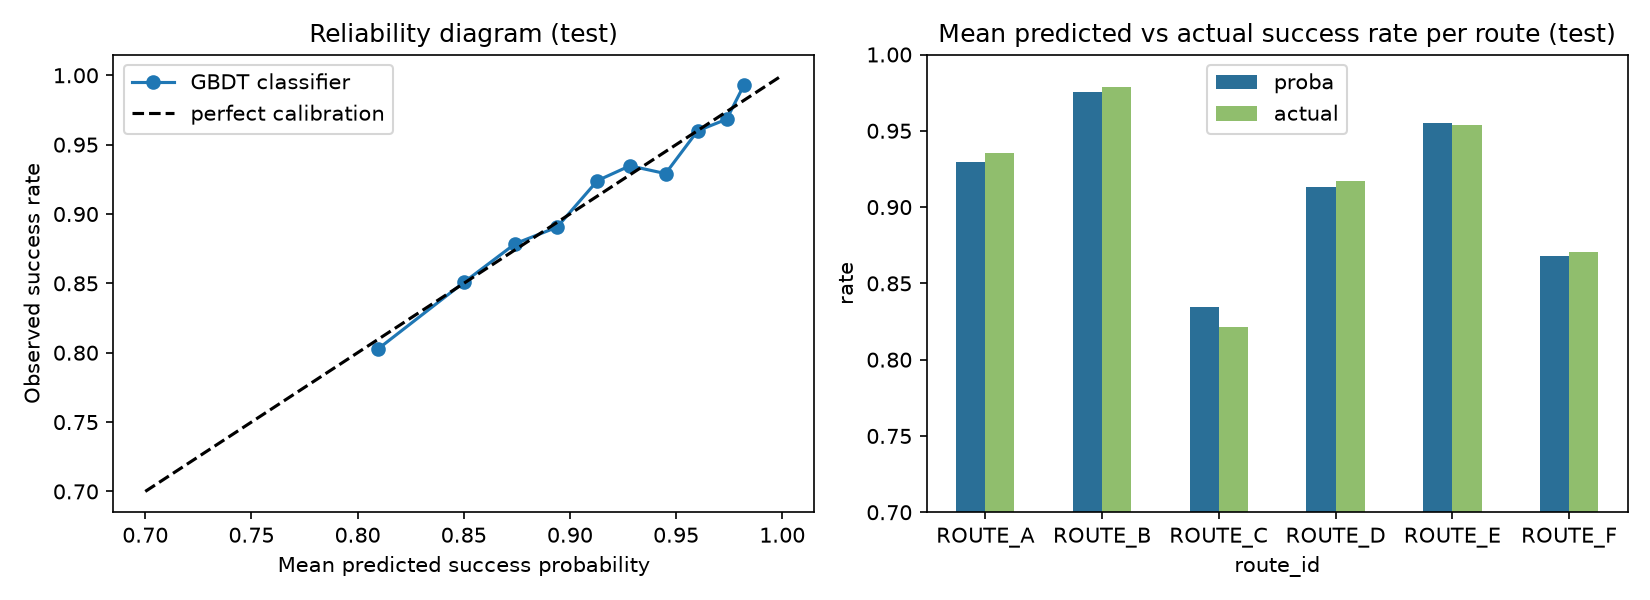 Reliability diagram (test)
GBDT classifier
perfect calibration
Observed success rate
1.00
0.95
0.90
0.85
0.80
0.75
0.70
0.70 0.75 0.80 0.85 0.90 0.95 1.00
Mean predicted success probability
Mean predicted vs actual success rate per route (test)
proba
actual
rate
1.00
0.95
0.90
0.85
0.80
0.75
0.70
ROUTE_A ROUTE_B ROUTE_C ROUTE_D ROUTE_E ROUTE_F
route_id